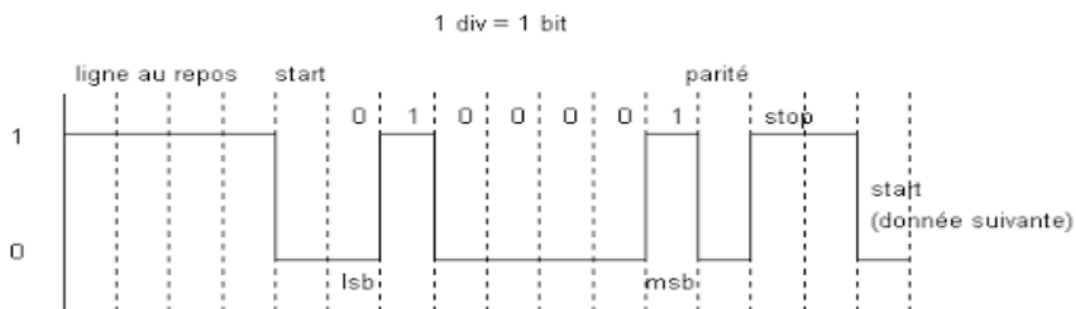 1 div = 1 bit
ligne au repos start parité
0 1 0 0 0 0 1 stop
1
start
(donnée suivante)
0
lsb msb